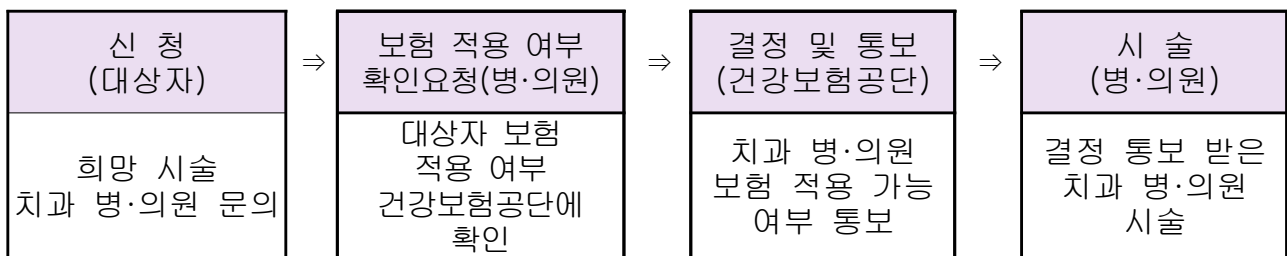 신 청
(대상자)
희망 시술
치과 병·의원 문의
⇒
보험 적용 여부
확인요청(병·의원)
대상자 보험
적용 여부
건강보험공단에
확인
⇒
결정 및 통보
(건강보험공단)
치과 병·의원
보험 적용 가능
여부 통보
⇒
시 술
(병·의원)
결정 통보 받은
치과 병·의원
시술